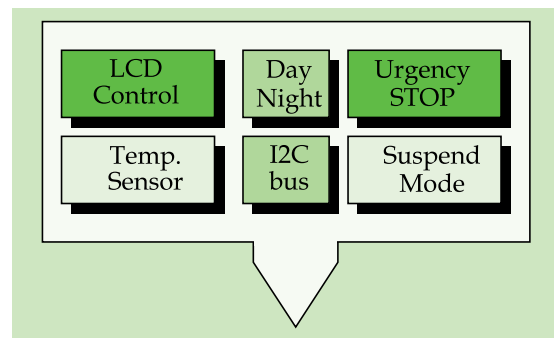 LCD
Control
Day
Night
Urgency
STOP
Temp.
Sensor
I2C
bus
Suspend
Mode